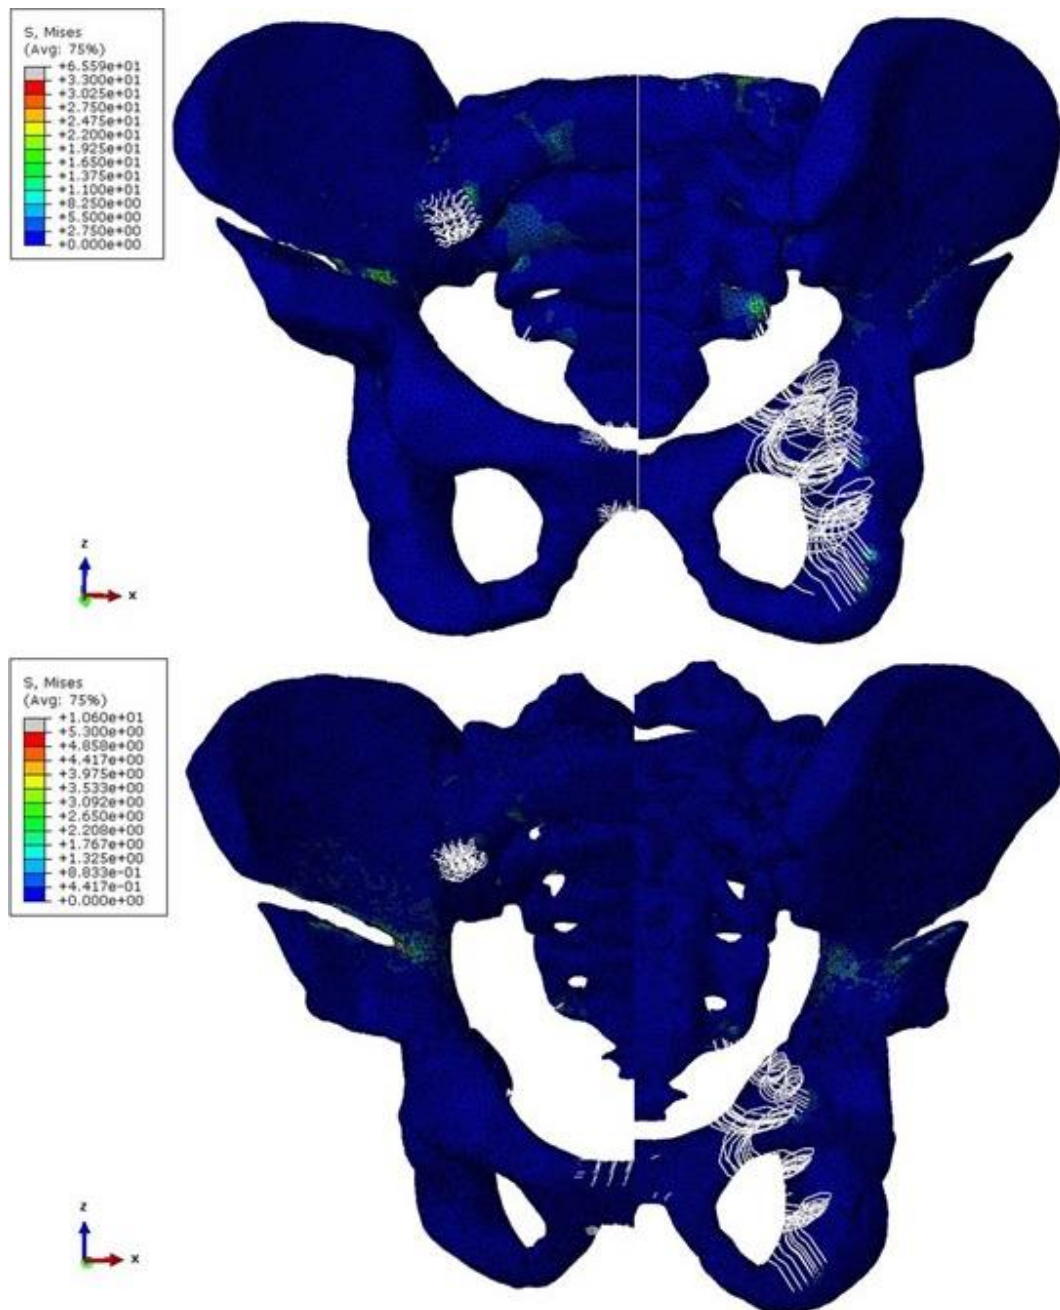 S, Mises
(Avg: 75%)
+6.559e+01
+3.300e+01
+3.025e+01
+2.750e+01
+2.475e+01
+2.200e+01
+1.925e+01
+1.650e+01
+1.375e+01
+1.100e+01
+8.250e+00
+5.500e+00
+2.750e+00
+0.000e+00
z
x
S, Mises
(Avg: 75%)
+1.060e+01
+5.300e+00
+4.858e+00
+4.417e+00
+3.975e+00
+3.533e+00
+3.092e+00
+2.650e+00
+2.208e+00
+1.767e+00
+1.325e+00
+8.833e-01
+4.417e-01
+0.000e+00
z
x